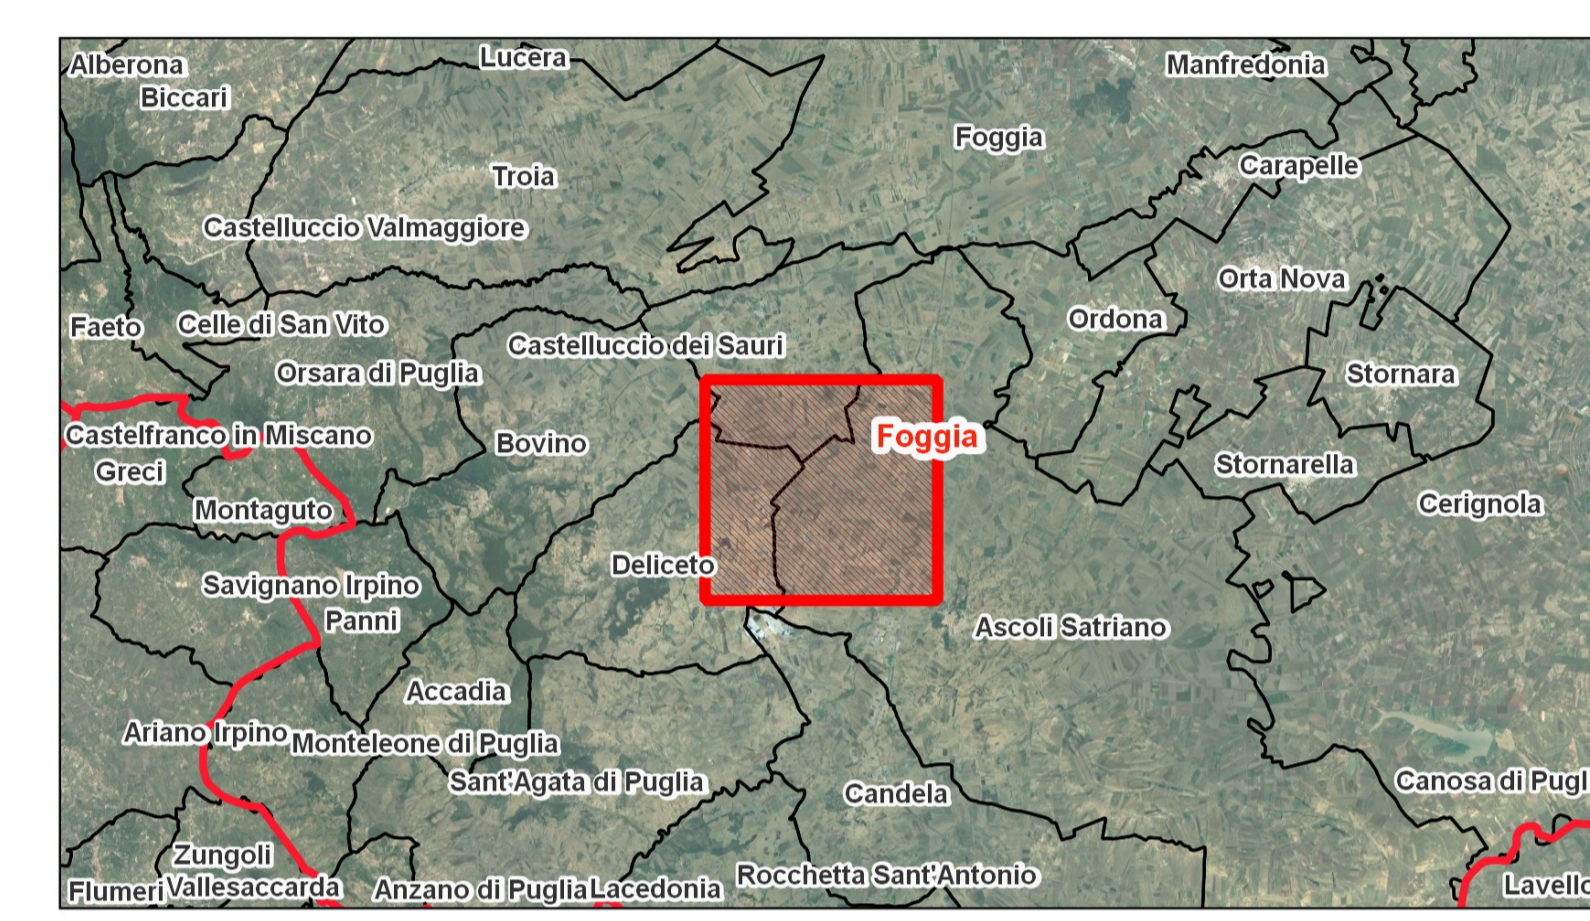 Alberona
Lucera
Manfredonia
Biccari
Foggia
Carapelle
Troia
Castelluccio Valmaggiore
Orta Nova
Ordona
Faeto
Celle di San Vito
Castelluccio dei Sauri
Orsara di Puglia
Stornara
Castelfranco in Miscano
Foggia
Bovino
Greci
Stornarella
Cerignola
Montaguto
Deliceto
Savignano Irpino
Panni
Ascoli Satriano
Accadia
Ariano Irpino
Monteleone di Puglia
Sant'Agata di Puglia
Canosa di Pugl
Candela
Zungoli
Rocchetta Sant'Antonio
Flumeri
Vallesaccarda
Anzano di Puglia
Lacedonia
Lavello